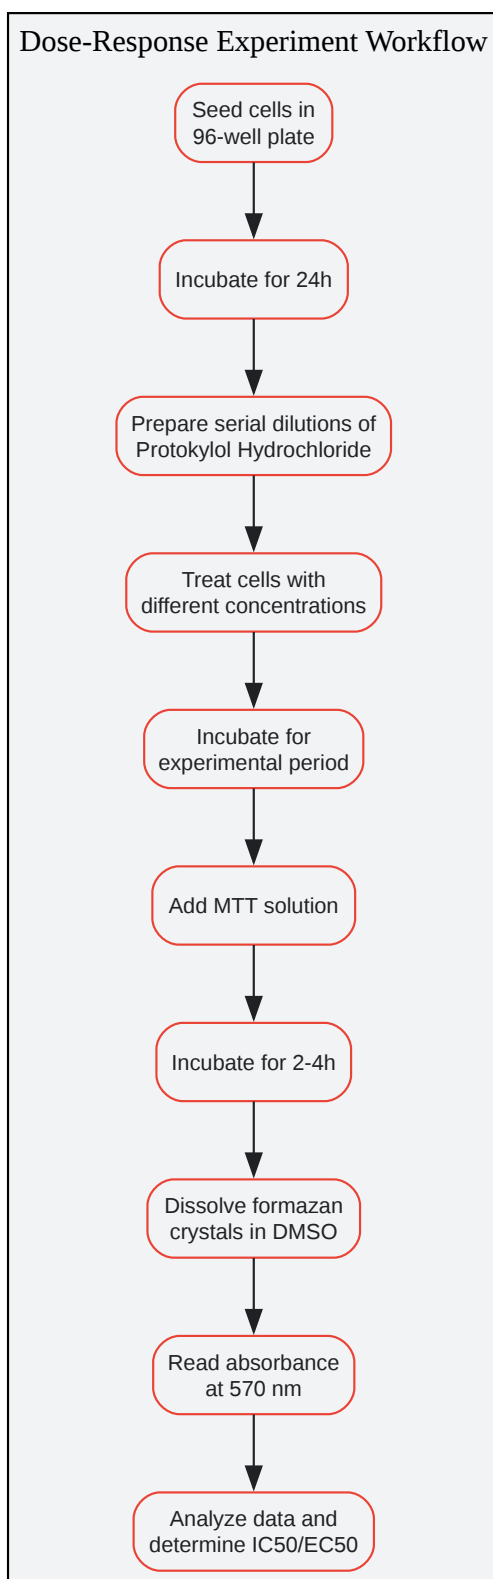 Dose-Response Experiment Workflow
Seed cells in
96-well plate
Incubate for 24h
Prepare serial dilutions of
Protokylol Hydrochloride
Treat cells with
different concentrations
Incubate for
experimental period
Add MTT solution
Incubate for 2-4h
Dissolve formazan
crystals in DMSO
Read absorbance
at 570 nm
Analyze data and
determine IC50/EC50